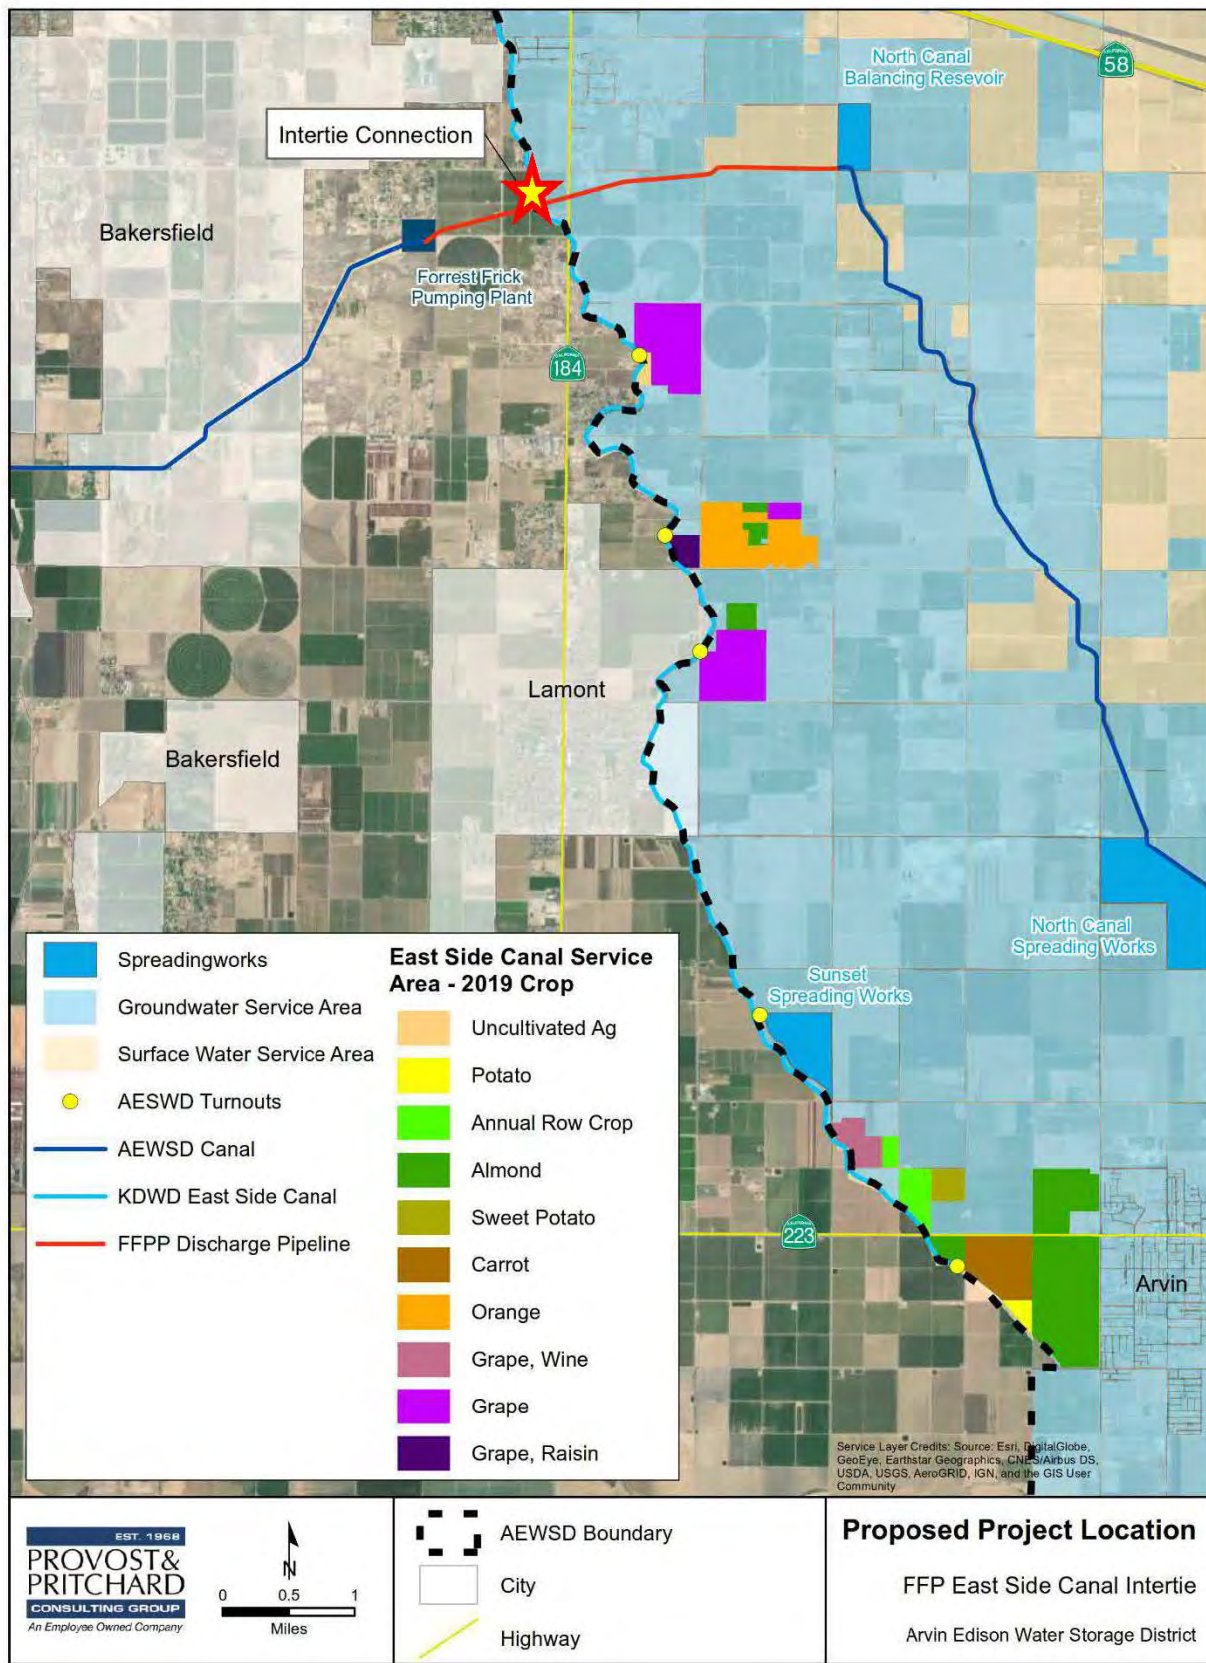 North Canal
Balancing Resevoir
CALIFORNIA
58
Intertie Connection
Bakersfield
Forrest Frick
Pumping Plant
CALIFORNIA
184
Lamont
Bakersfield
North Canal
Spreading Works
Sunset
Spreading Works
CALIFORNIA
223
Arvin
Spreadingworks
Groundwater Service Area
Surface Water Service Area
AESWD Turnouts
AEWSD Canal
KDWD East Side Canal
FFPP Discharge Pipeline
East Side Canal Service
Area - 2019 Crop
Uncultivated Ag
Potato
Annual Row Crop
Almond
Sweet Potato
Carrot
Orange
Grape, Wine
Grape
Grape, Raisin
Service Layer Credits: Source: Esri, DigitalGlobe,
GeoEye, Earthstar Geographics, CNES/Airbus DS,
USDA, USGS, AeroGRID, IGN, and the GIS User
Community
EST. 1968
PROVOST&
PRITCHARD
CONSULTING GROUP
An Employee Owned Company
N
0 0.5 1
Miles
AEWSD Boundary
City
Highway
Proposed Project Location
FFP East Side Canal Intertie
Arvin Edison Water Storage District